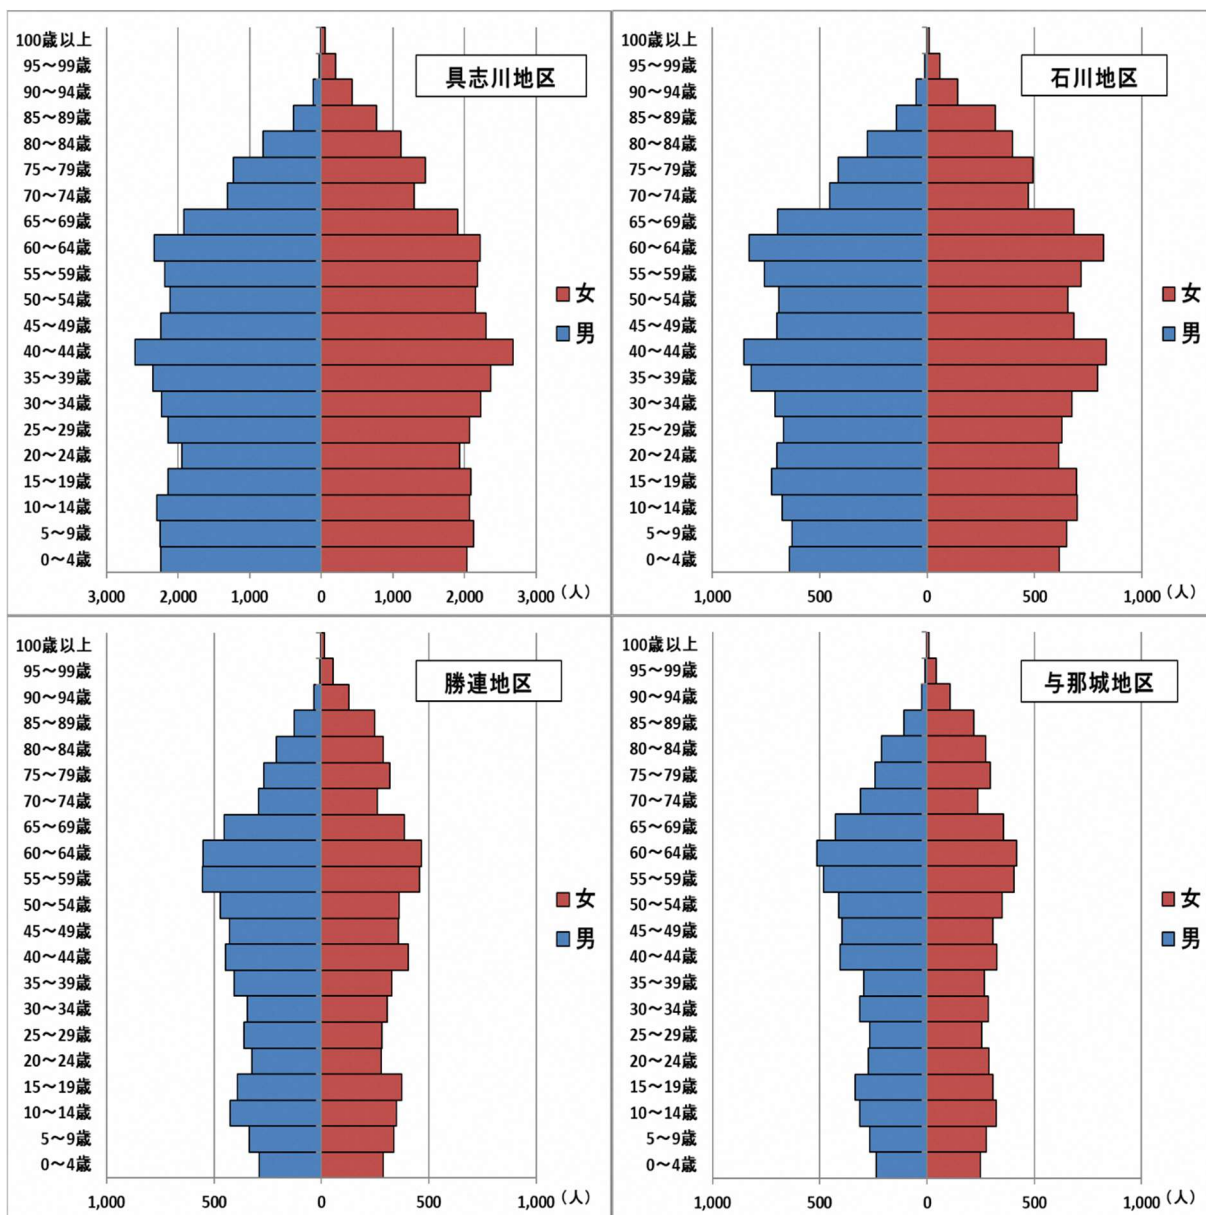 具志川地区
100歳以上
95～99歳
90～94歳
85～89歳
80～84歳
75～79歳
70～74歳
65～69歳
60～64歳
55～59歳
50～54歳
45～49歳
40～44歳
35～39歳
30～34歳
25～29歳
20～24歳
15～19歳
10～14歳
5～9歳
0～4歳
女
男
3,000 2,000 1,000 0 1,000 2,000 3,000 （人）
石川地区
100歳以上
95～99歳
90～94歳
85～89歳
80～84歳
75～79歳
70～74歳
65～69歳
60～64歳
55～59歳
50～54歳
45～49歳
40～44歳
35～39歳
30～34歳
25～29歳
20～24歳
15～19歳
10～14歳
5～9歳
0～4歳
女
男
1,000 500 0 500 1,000 （人）
勝連地区
100歳以上
95～99歳
90～94歳
85～89歳
80～84歳
75～79歳
70～74歳
65～69歳
60～64歳
55～59歳
50～54歳
45～49歳
40～44歳
35～39歳
30～34歳
25～29歳
20～24歳
15～19歳
10～14歳
5～9歳
0～4歳
女
男
1,000 500 0 500 1,000 （人）
与那城地区
100歳以上
95～99歳
90～94歳
85～89歳
80～84歳
75～79歳
70～74歳
65～69歳
60～64歳
55～59歳
50～54歳
45～49歳
40～44歳
35～39歳
30～34歳
25～29歳
20～24歳
15～19歳
10～14歳
5～9歳
0～4歳
女
男
1,000 500 0 500 1,000 （人）